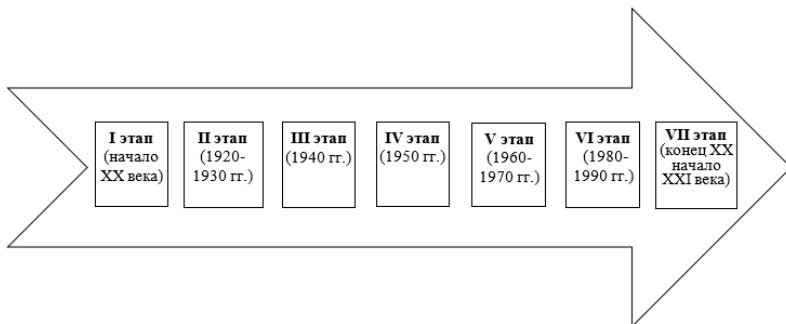 I этап
(начало
XX века)
II этап
(1920-
1930 гг.)
III этап
(1940 гг.)
IV этап
(1950 гг.)
V этап
(1960-
1970 гг.)
VI этап
(1980-
1990 гг.)
VII этап
(конец XX
начало
XXI века)